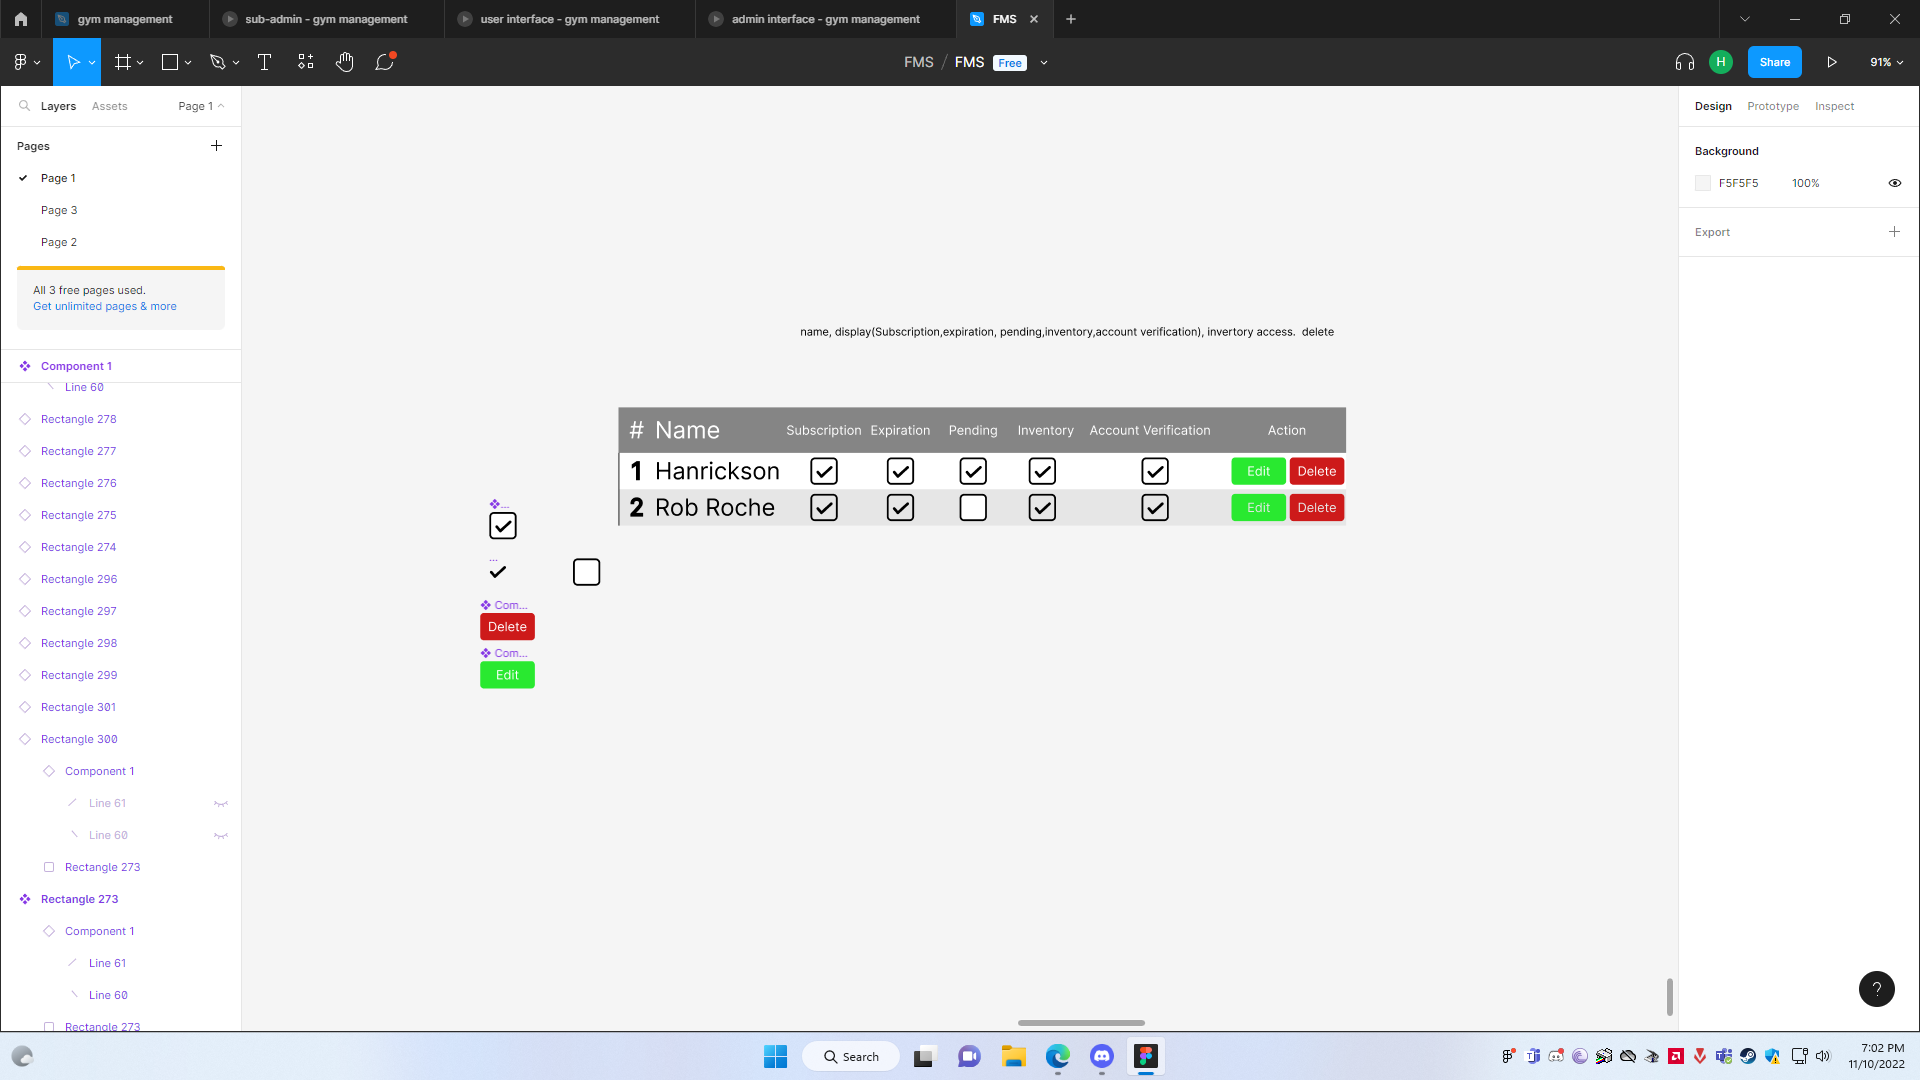 gym management
sub-admin - gym management
user interface - gym management
admin interface - gym management
FMS
FMS / FMS Free
H
Share
91%
Layers Assets Page 1
Pages
Page 1
Page 3
Page 2
All 3 free pages used.
Get unlimited pages & more
Component 1
Line 60
Rectangle 278
Rectangle 277
Rectangle 276
Rectangle 275
Rectangle 274
Rectangle 296
Rectangle 297
Rectangle 298
Rectangle 299
Rectangle 301
Rectangle 300
Component 1
Line 61
Line 60
Rectangle 273
Rectangle 273
Component 1
Line 61
Line 60
Rectangle 273
name, display(Subscription,expiration, pending,inventory,account verification), invertory access. delete
# Name Subscription Expiration Pending Inventory Account Verification Action
1 Hanrickson Edit Delete
2 Rob Roche Edit Delete
...
...
Com...
Delete
Com...
Edit
Design Prototype Inspect
Background
F5F5F5 100%
Export
?
Search
7:02 PM
11/10/2022